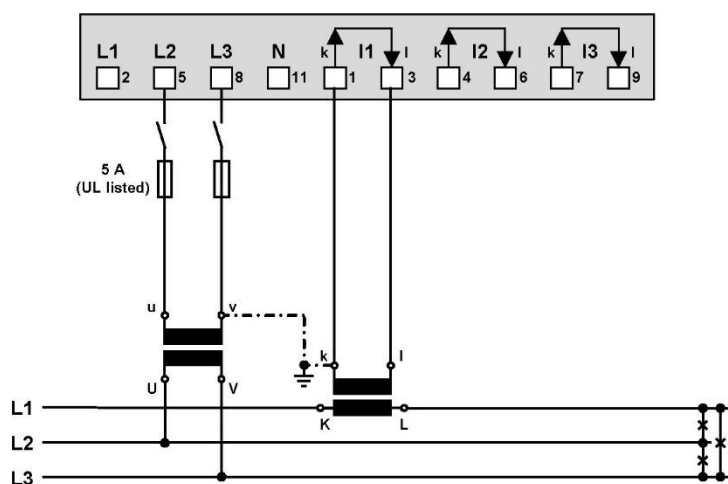 L1 L2 L3 N k I1 l k I2 l k I3 l
2 5 8 11 1 3 4 6 7 9
5 A
(UL listed)
u v
k l
U V
L1 K L
L2
L3